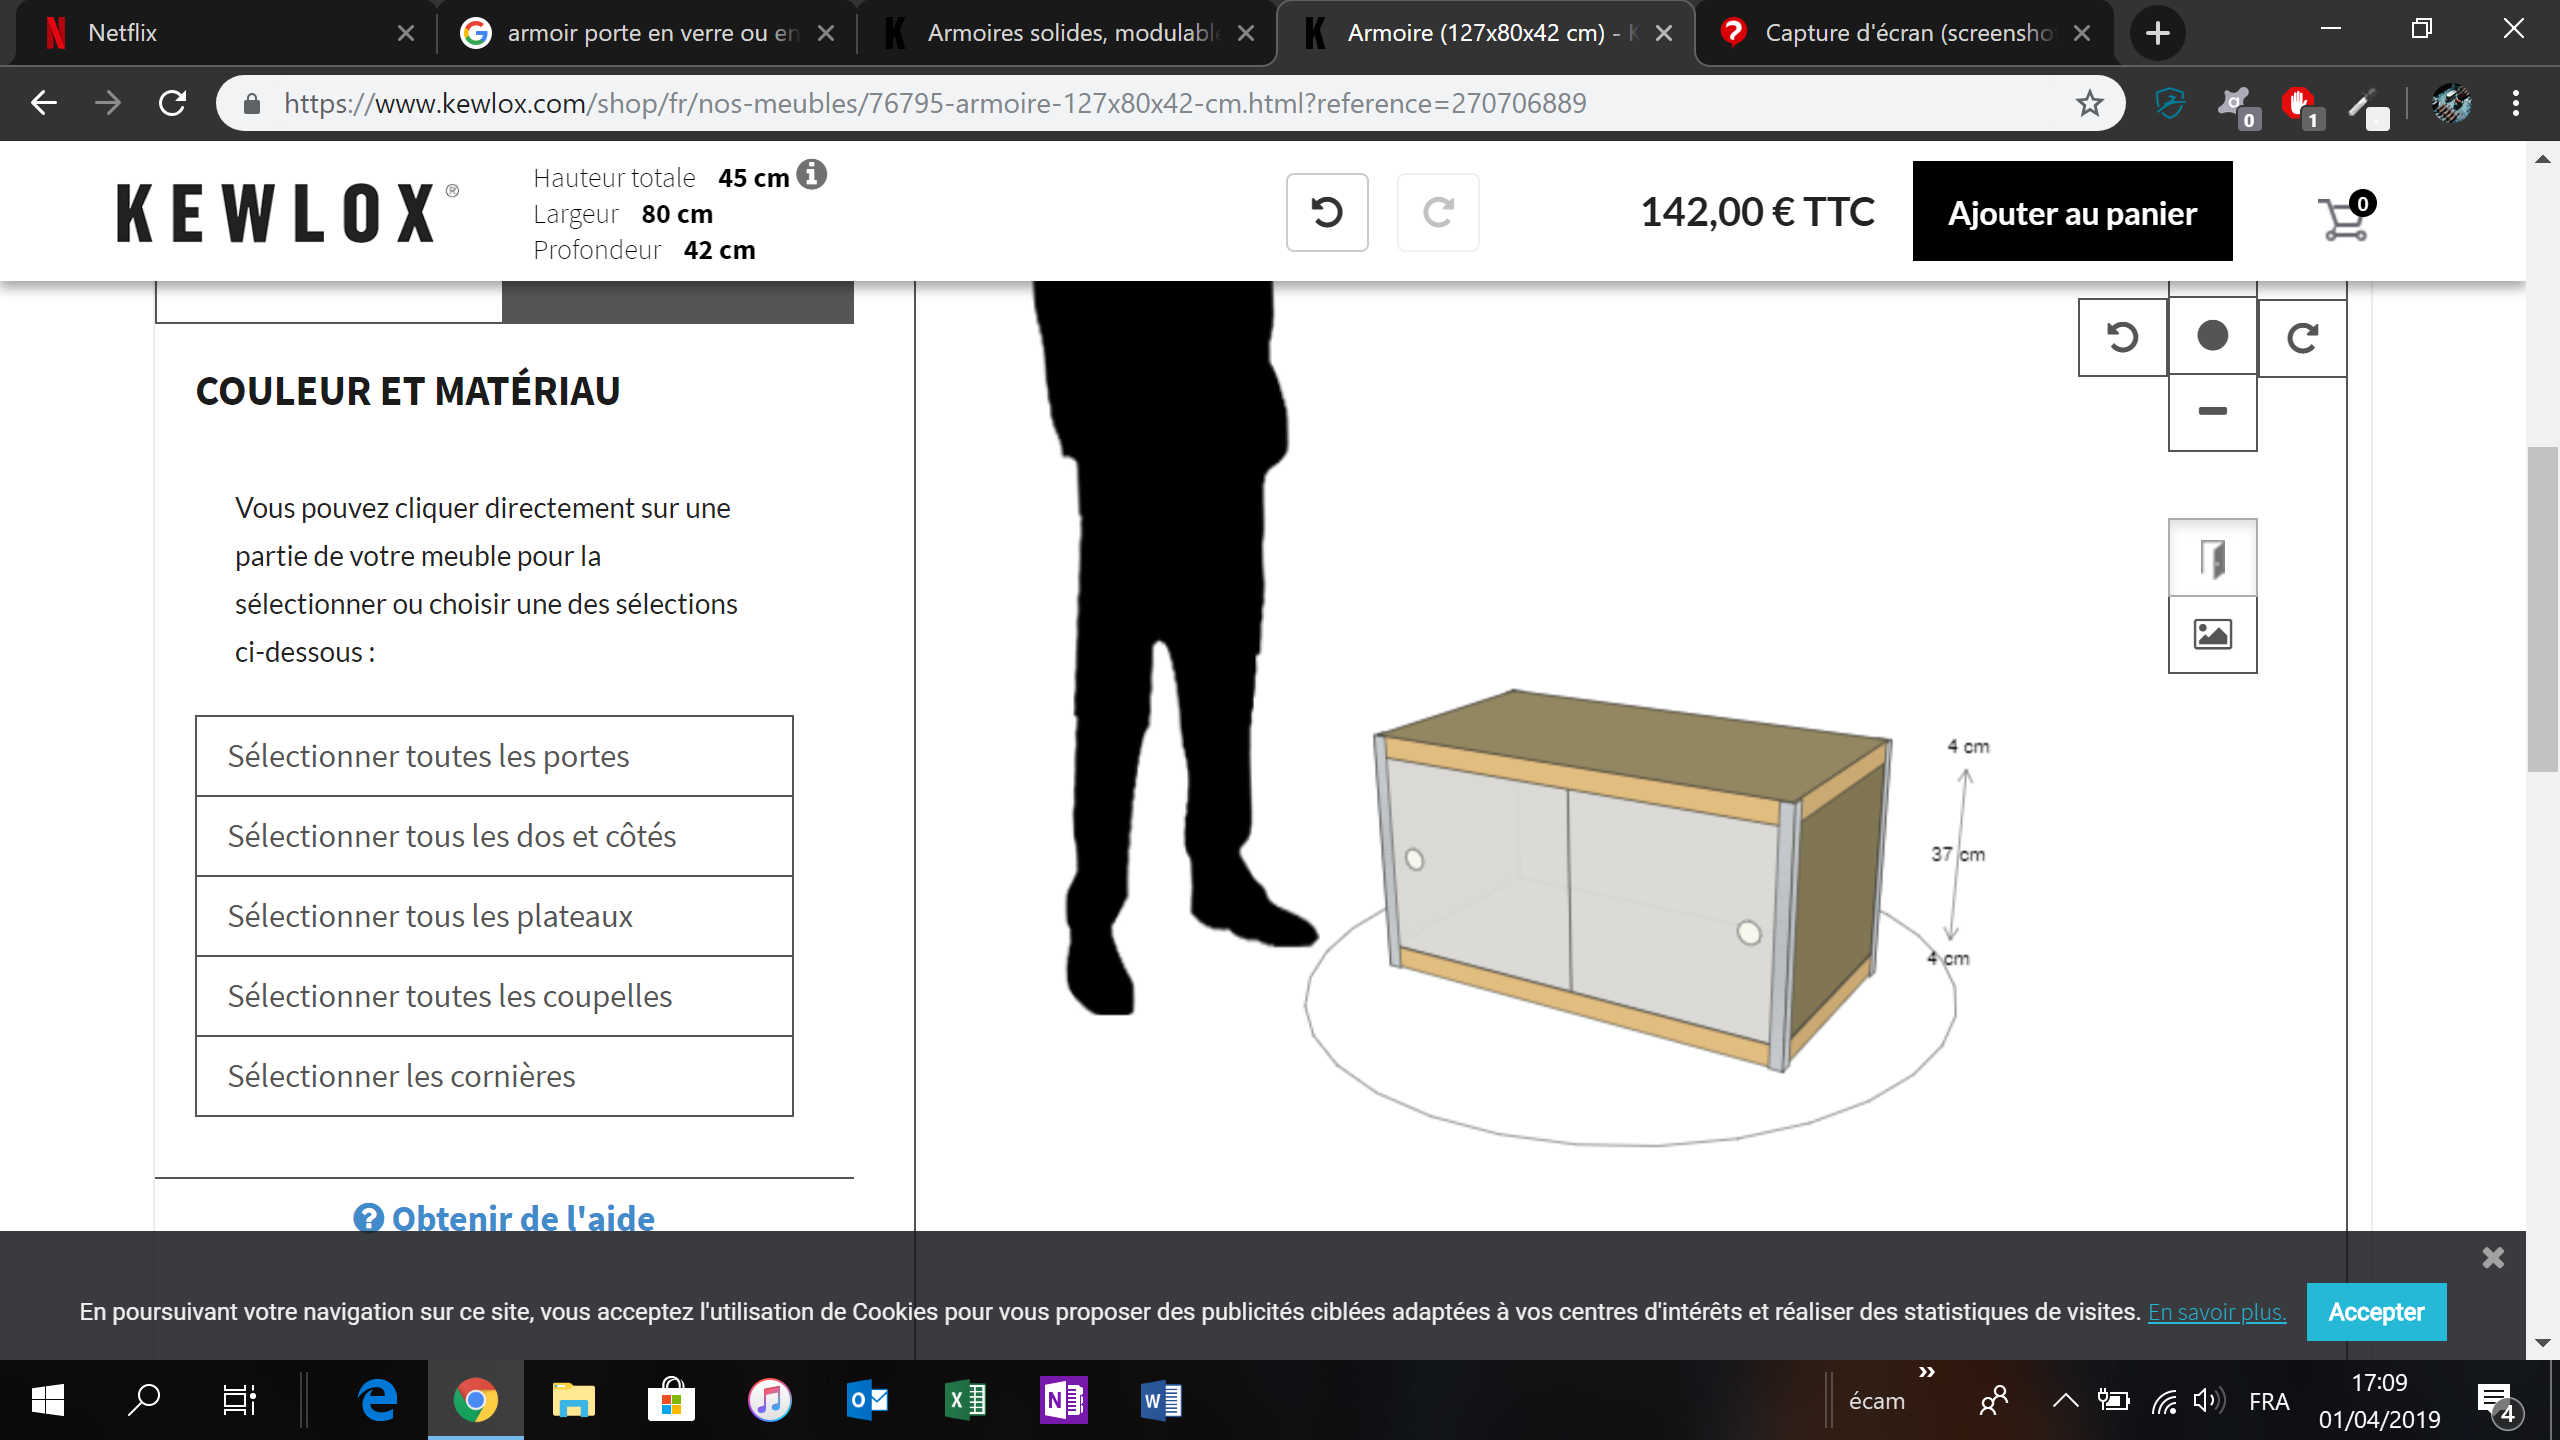 Netflix
armoir porte en verre ou en
Armoires solides, modulable
Armoire (127x80x42 cm) - K
Capture d'écran (screensho
https://www.kewlox.com/shop/fr/nos-meubles/76795-armoire-127x80x42-cm.html?reference=270706889
0
1
KEWLOX®
Hauteur totale 45 cm
Largeur 80 cm
Profondeur 42 cm
142,00 € TTC
Ajouter au panier
0
COULEUR ET MATÉRIAU
Vous pouvez cliquer directement sur une
partie de votre meuble pour la
sélectionner ou choisir une des sélections
ci-dessous :
Sélectionner toutes les portes
Sélectionner tous les dos et côtés
Sélectionner tous les plateaux
Sélectionner toutes les coupelles
Sélectionner les cornières
4 cm
37 cm
4 cm
Obtenir de l'aide
En poursuivant votre navigation sur ce site, vous acceptez l'utilisation de Cookies pour vous proposer des publicités ciblées adaptées à vos centres d'intérêts et réaliser des statistiques de visites. En savoir plus.
Accepter
écam
FRA
17:09
01/04/2019
4